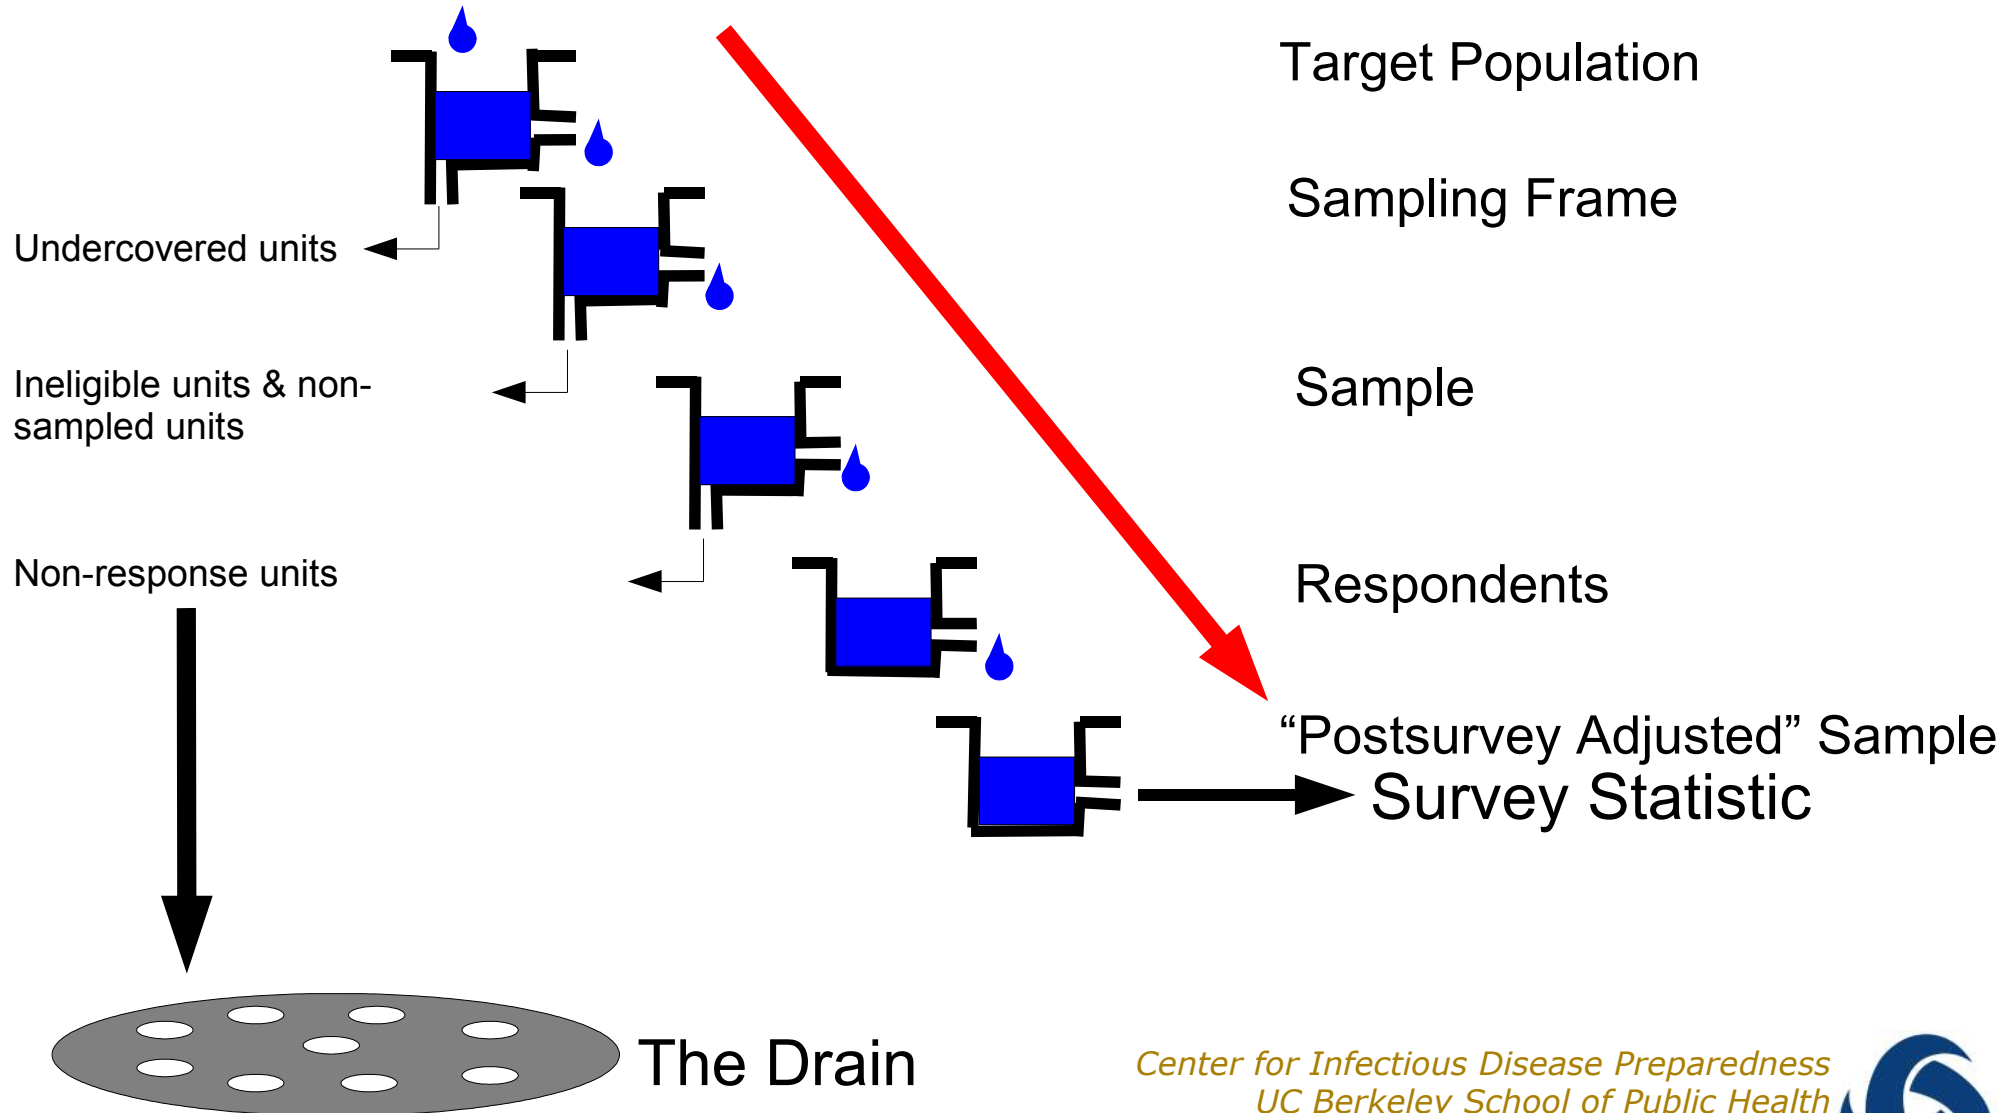 Target Population
Sampling Frame
Undercovered units
Ineligible units & non-
sampled units
Sample
Non-response units
Respondents
“Postsurvey Adjusted” Sample
Survey Statistic
The Drain
Center for Infectious Disease Preparedness
UC Berkeley School of Public Health